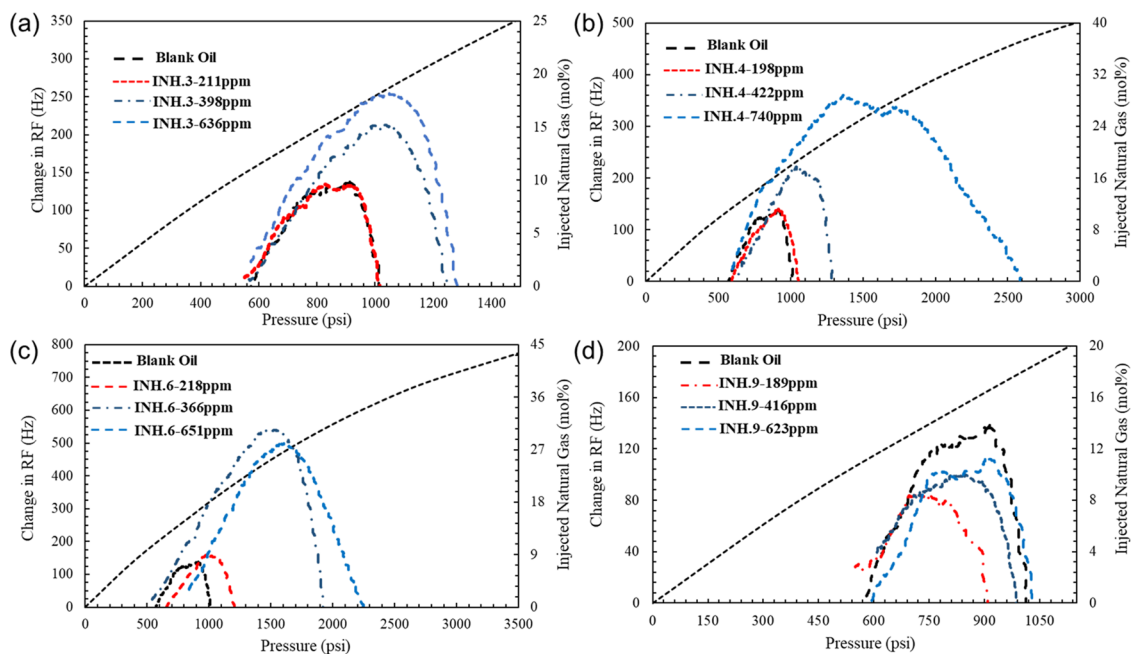 (a)
350
300
250
200
150
100
50
0
Change in RF (Hz)
Blank Oil
INH.3-211ppm
INH.3-398ppm
INH.3-636ppm
25
20
15
10
5
0
Injected Natural Gas (mol%)
0 200 400 600 800 1000 1200 1400
Pressure (psi)
(b)
500
400
300
200
100
0
Change in RF (Hz)
Blank Oil
INH.4-198ppm
INH.4-422ppm
INH.4-740ppm
40
32
24
16
8
0
Injected Natural Gas (mol%)
0 500 1000 1500 2000 2500 3000
Pressure (psi)
(c)
800
700
600
500
400
300
200
100
0
Change in RF (Hz)
Blank Oil
INH.6-218ppm
INH.6-366ppm
INH.6-651ppm
45
36
27
18
9
0
Injected Natural Gas (mol%)
0 500 1000 1500 2000 2500 3000 3500
Pressure (psi)
(d)
200
160
120
80
40
0
Change in RF (Hz)
Blank Oil
INH.9-189ppm
INH.9-416ppm
INH.9-623ppm
20
16
12
8
4
0
Injected Natural Gas (mol%)
0 150 300 450 600 750 900 1050
Pressure (psi)